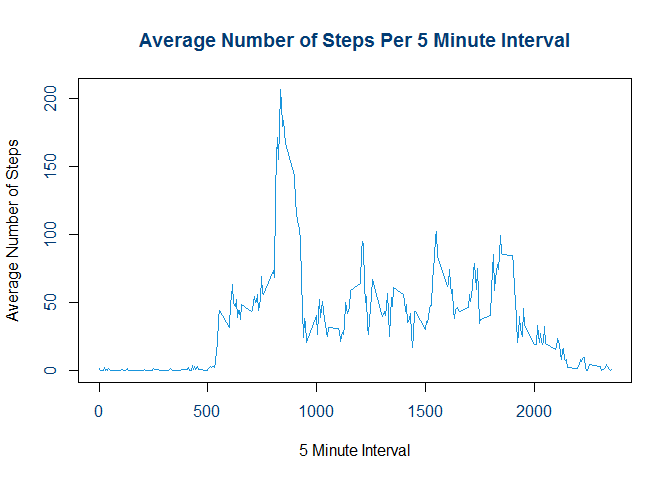 Average Number of Steps Per 5 Minute Interval
Average Number of Steps
200
150
100
50
0
0 500 1000 1500 2000
5 Minute Interval